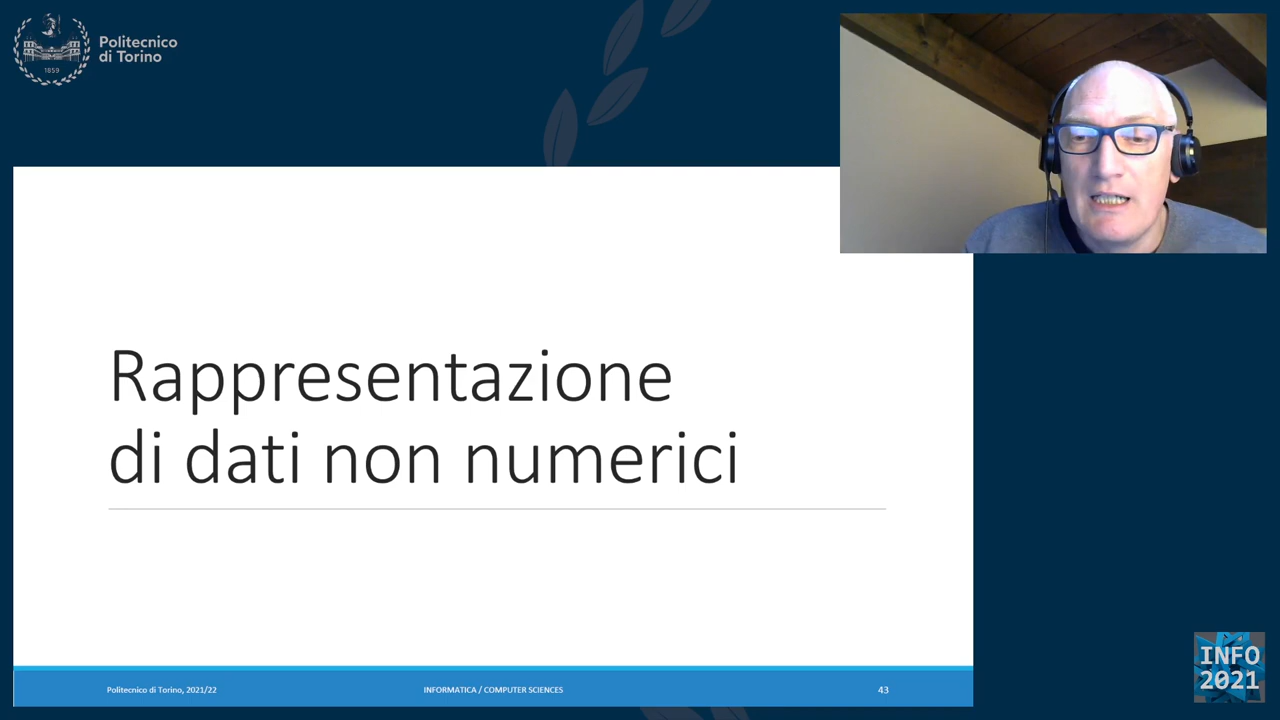 Politecnico
di Torino
1859
Rappresentazione
di dati non numerici
Politecnico di Torino, 2021/22
INFORMATICA / COMPUTER SCIENCES
43
INFO
2021